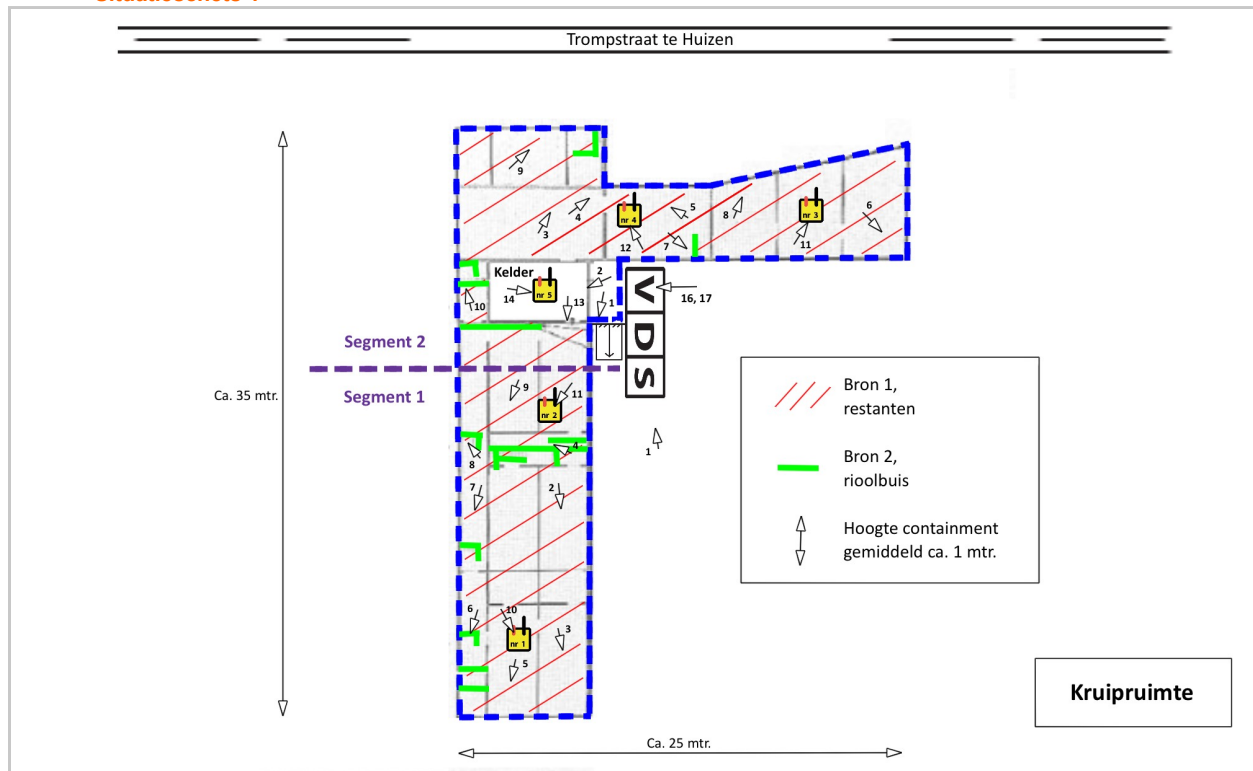 Situatieschets 1
Trompstraat te Huizen
9
4
3
5
nr 4
12
7
8
nr 3
11
6
Kelder
2
14
nr 5
13
1
10
V
D
S
16, 17
Segment 2
Segment 1
Ca. 35 mtr.
9
11
nr 2
4
8
1
7
2
6
10
nr 1
3
5
Bron 1,
restanten
Bron 2,
rioolbuis
Hoogte containment
gemiddeld ca. 1 mtr.
Kruipruimte
Ca. 25 mtr.